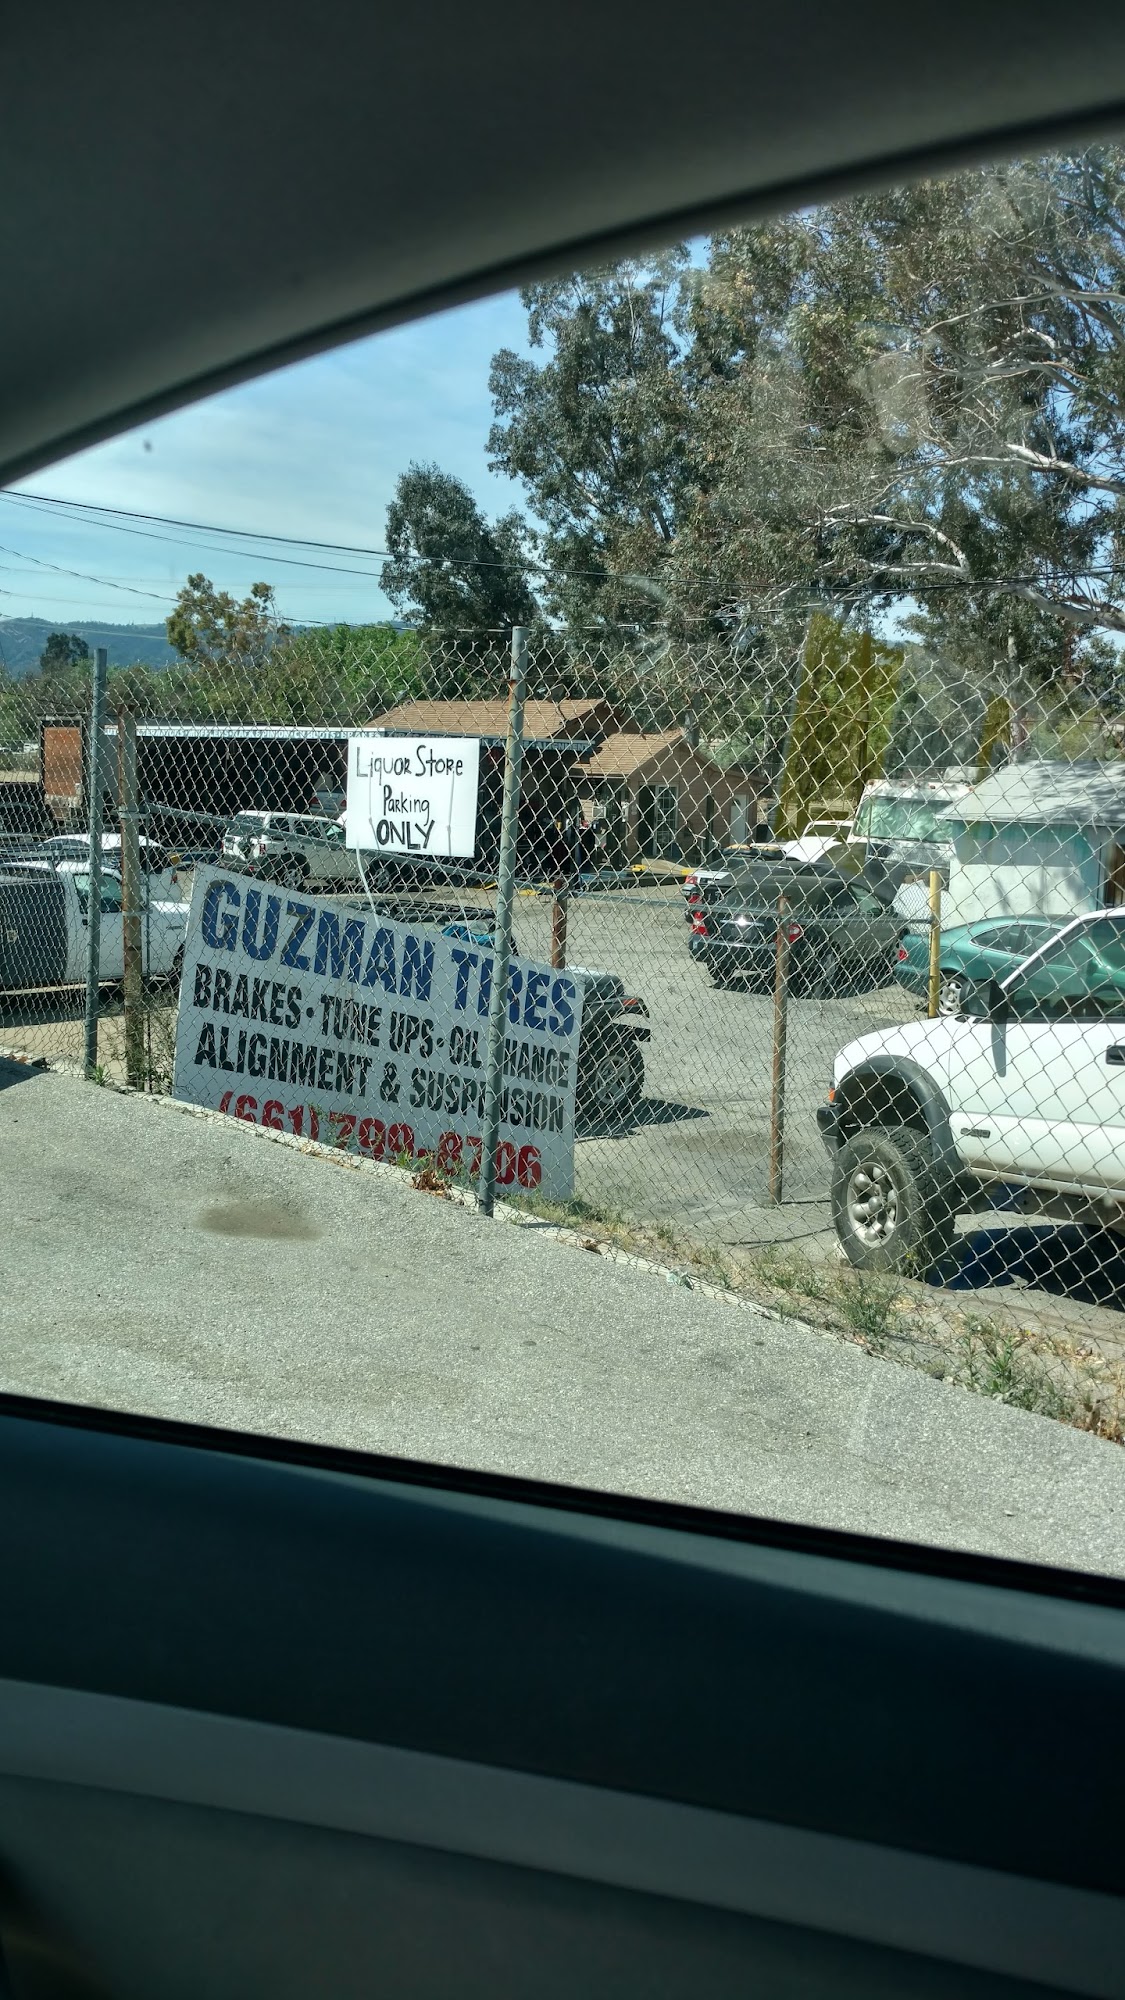 Liquor Store
Parking
ONLY
GUZMAN TIRES
BRAKES • TUNE UPS • OIL CHANGE
ALIGNMENT & SUSPENSION
(661) 799-8706